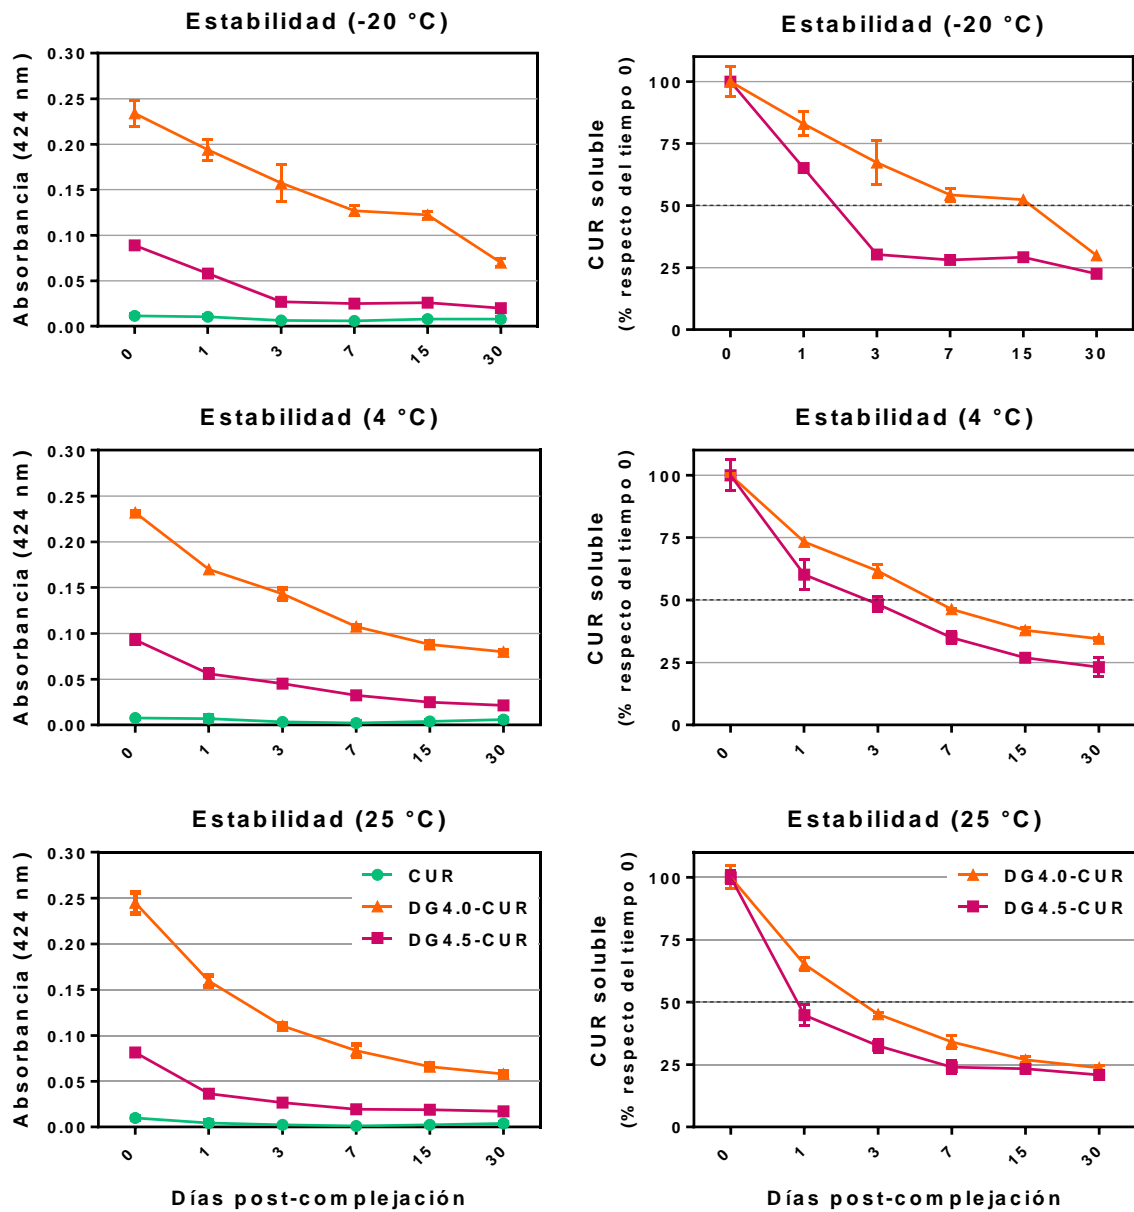 Estabilidad (-20 °C)
Absorbancia (424 nm)
0.30
0.25
0.20
0.15
0.10
0.05
0.00
0 1 3 7 15 30
Estabilidad (-20 °C)
CUR soluble
(% respecto del tiempo 0)
100
75
50
25
0
0 1 3 7 15 30
Estabilidad (4 °C)
Absorbancia (424 nm)
0.30
0.25
0.20
0.15
0.10
0.05
0.00
0 1 3 7 15 30
Estabilidad (4 °C)
CUR soluble
(% respecto del tiempo 0)
100
75
50
25
0
0 1 3 7 15 30
Estabilidad (25 °C)
Absorbancia (424 nm)
0.30
0.25
0.20
0.15
0.10
0.05
0.00
CUR
DG4.0-CUR
DG4.5-CUR
0 1 3 7 15 30
Días post-complejación
Estabilidad (25 °C)
CUR soluble
(% respecto del tiempo 0)
100
75
50
25
0
DG4.0-CUR
DG4.5-CUR
0 1 3 7 15 30
Días post-complejación